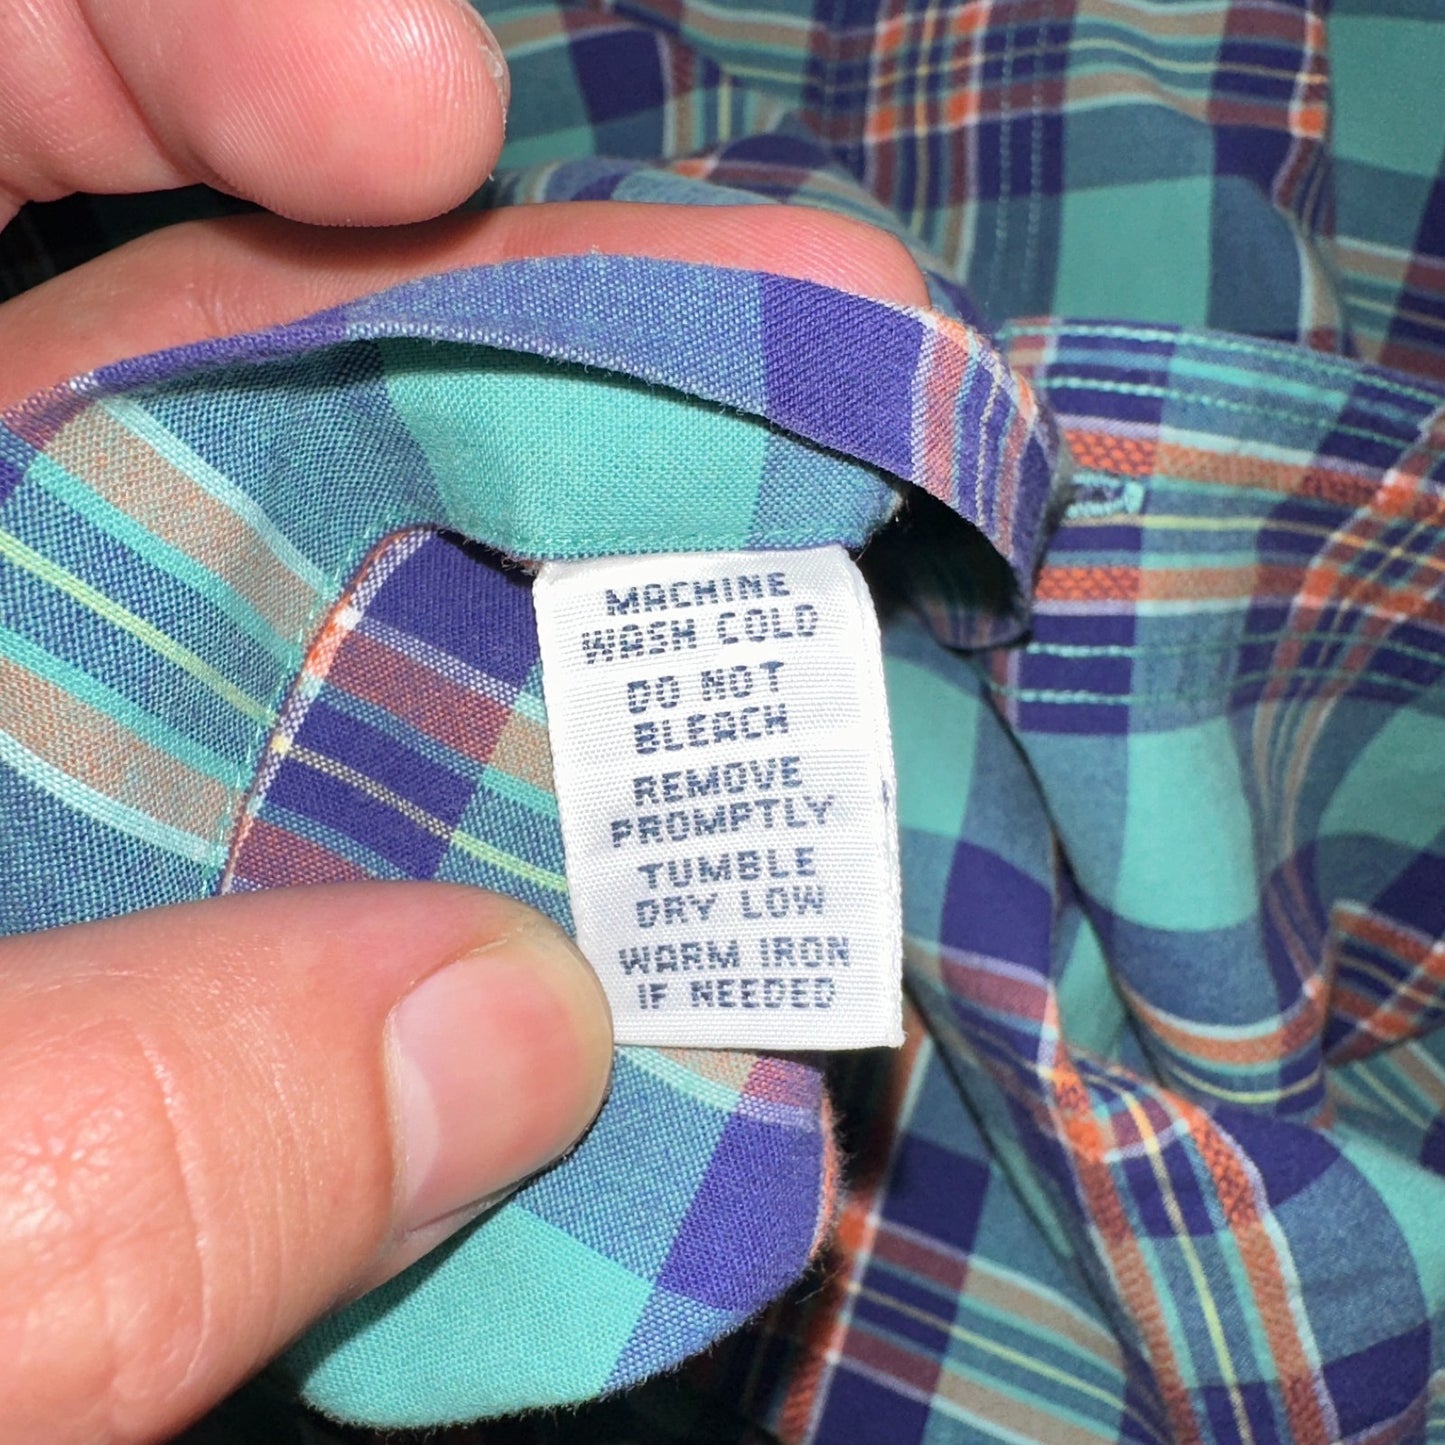 MACHINE
WASH COLD
DO NOT
BLEACH
REMOVE
PROMPTLY
TUMBLE
DRY LOW
WARM IRON
IF NEEDED